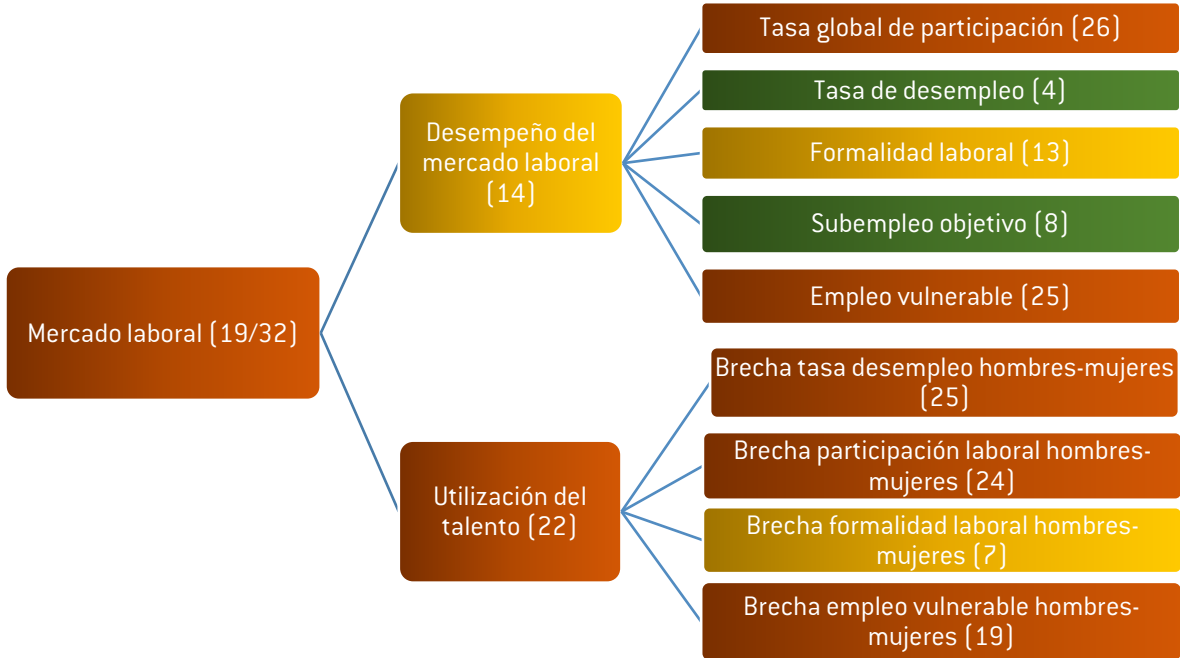 Mercado laboral (19/32)
Desempeño del
mercado laboral
(14)
Tasa global de participación (26)
Tasa de desempleo (4)
Formalidad laboral (13)
Subempleo objetivo (8)
Empleo vulnerable (25)
Utilización del
talento (22)
Brecha tasa desempleo hombres-mujeres
(25)
Brecha participación laboral hombres-
mujeres (24)
Brecha formalidad laboral hombres-
mujeres (7)
Brecha empleo vulnerable hombres-
mujeres (19)